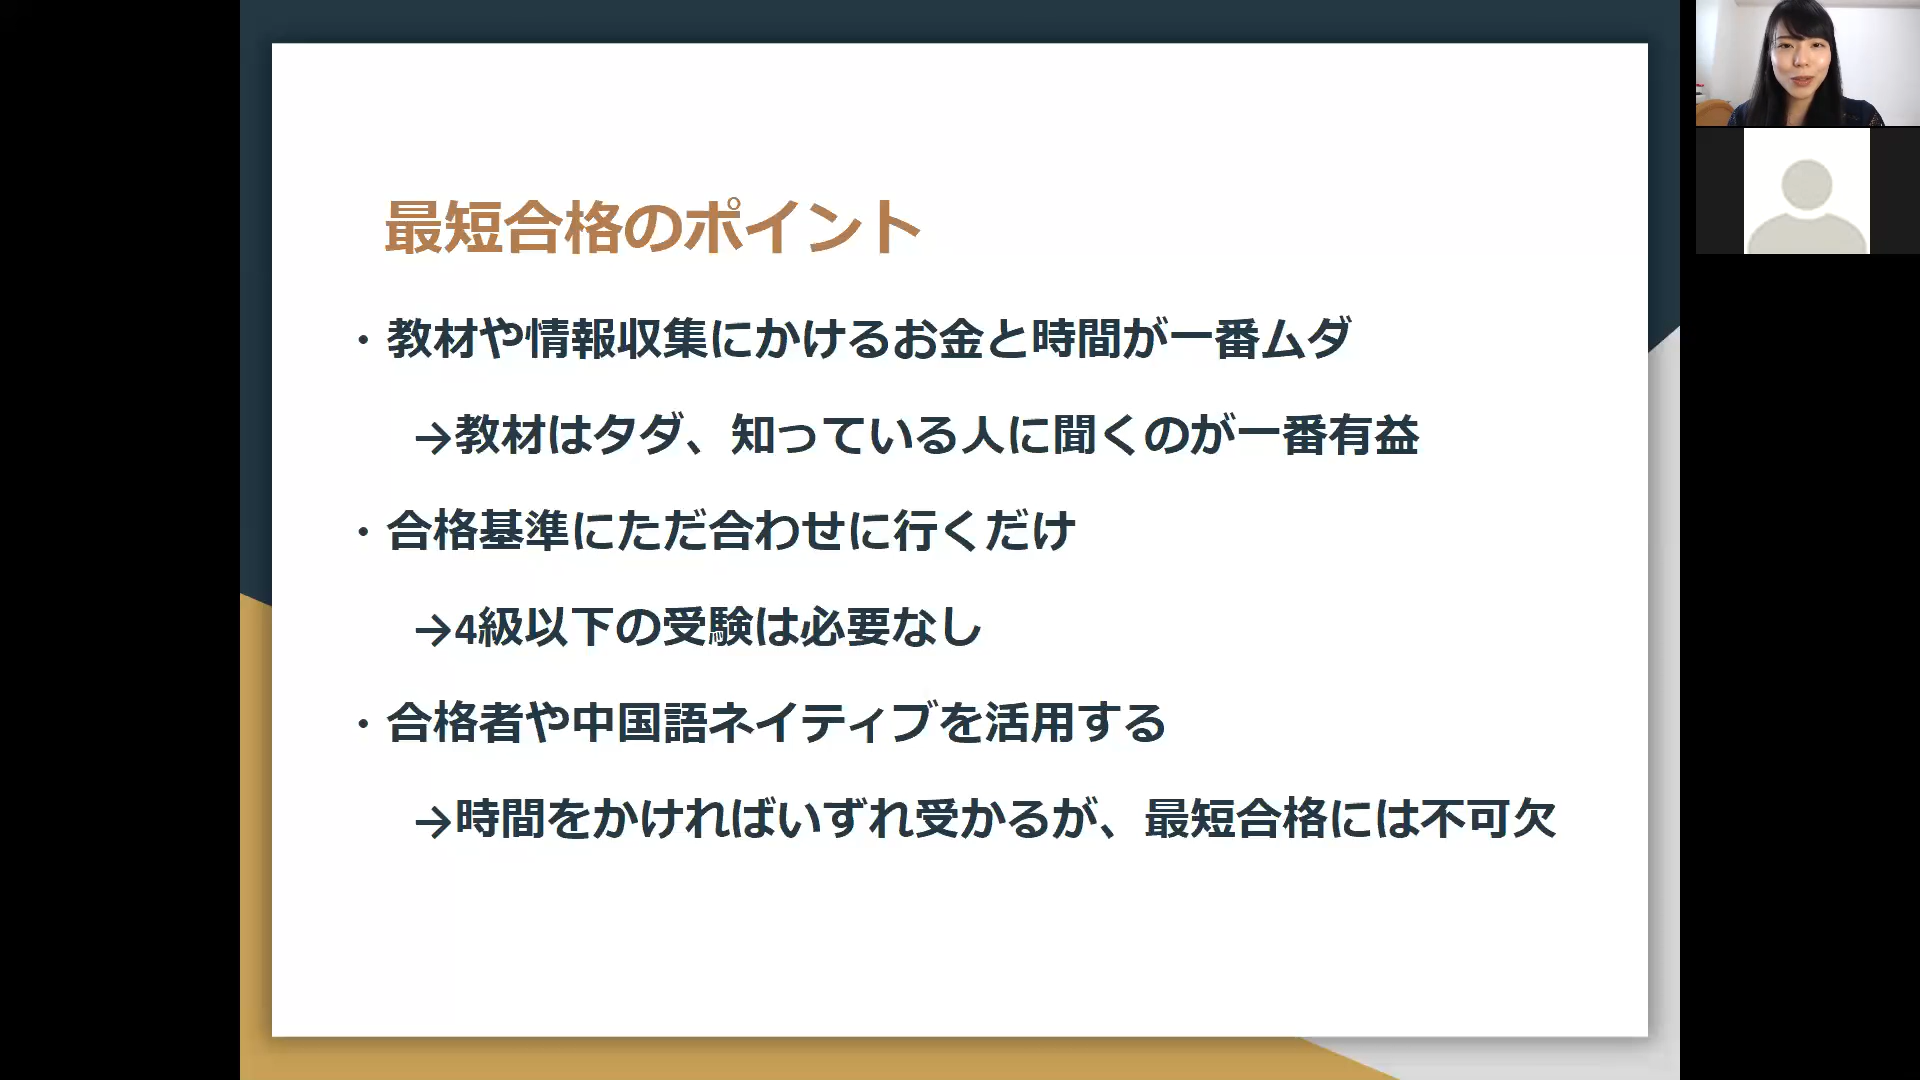 最短合格のポイント
・教材や情報収集にかけるお金と時間が一番ムダ
→教材はタダ、知っている人に聞くのが一番有益
・合格基準にただ合わせに行くだけ
→4級以下の受験は必要なし
・合格者や中国語ネイティブを活用する
→時間をかければいずれ受かるが、最短合格には不可欠